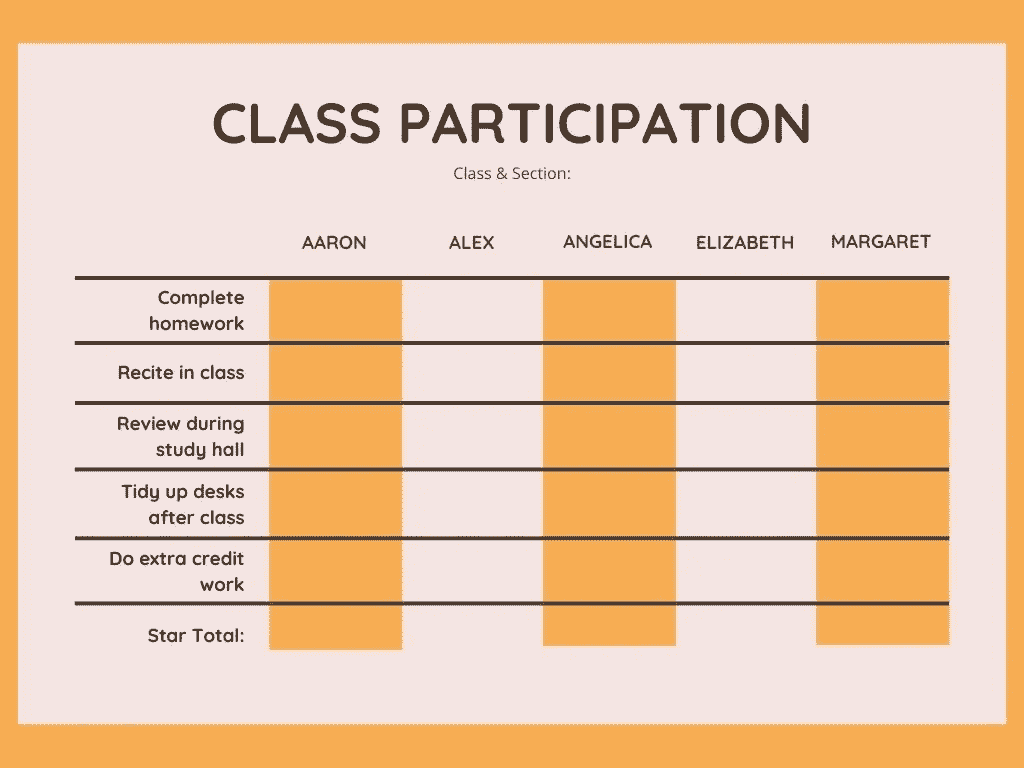 CLASS PARTICIPATION
Class & Section:
AARON ALEX ANGELICA ELIZABETH MARGARET
Complete
homework
Recite in class
Review during
study hall
Tidy up desks
after class
Do extra credit
work
Star Total: